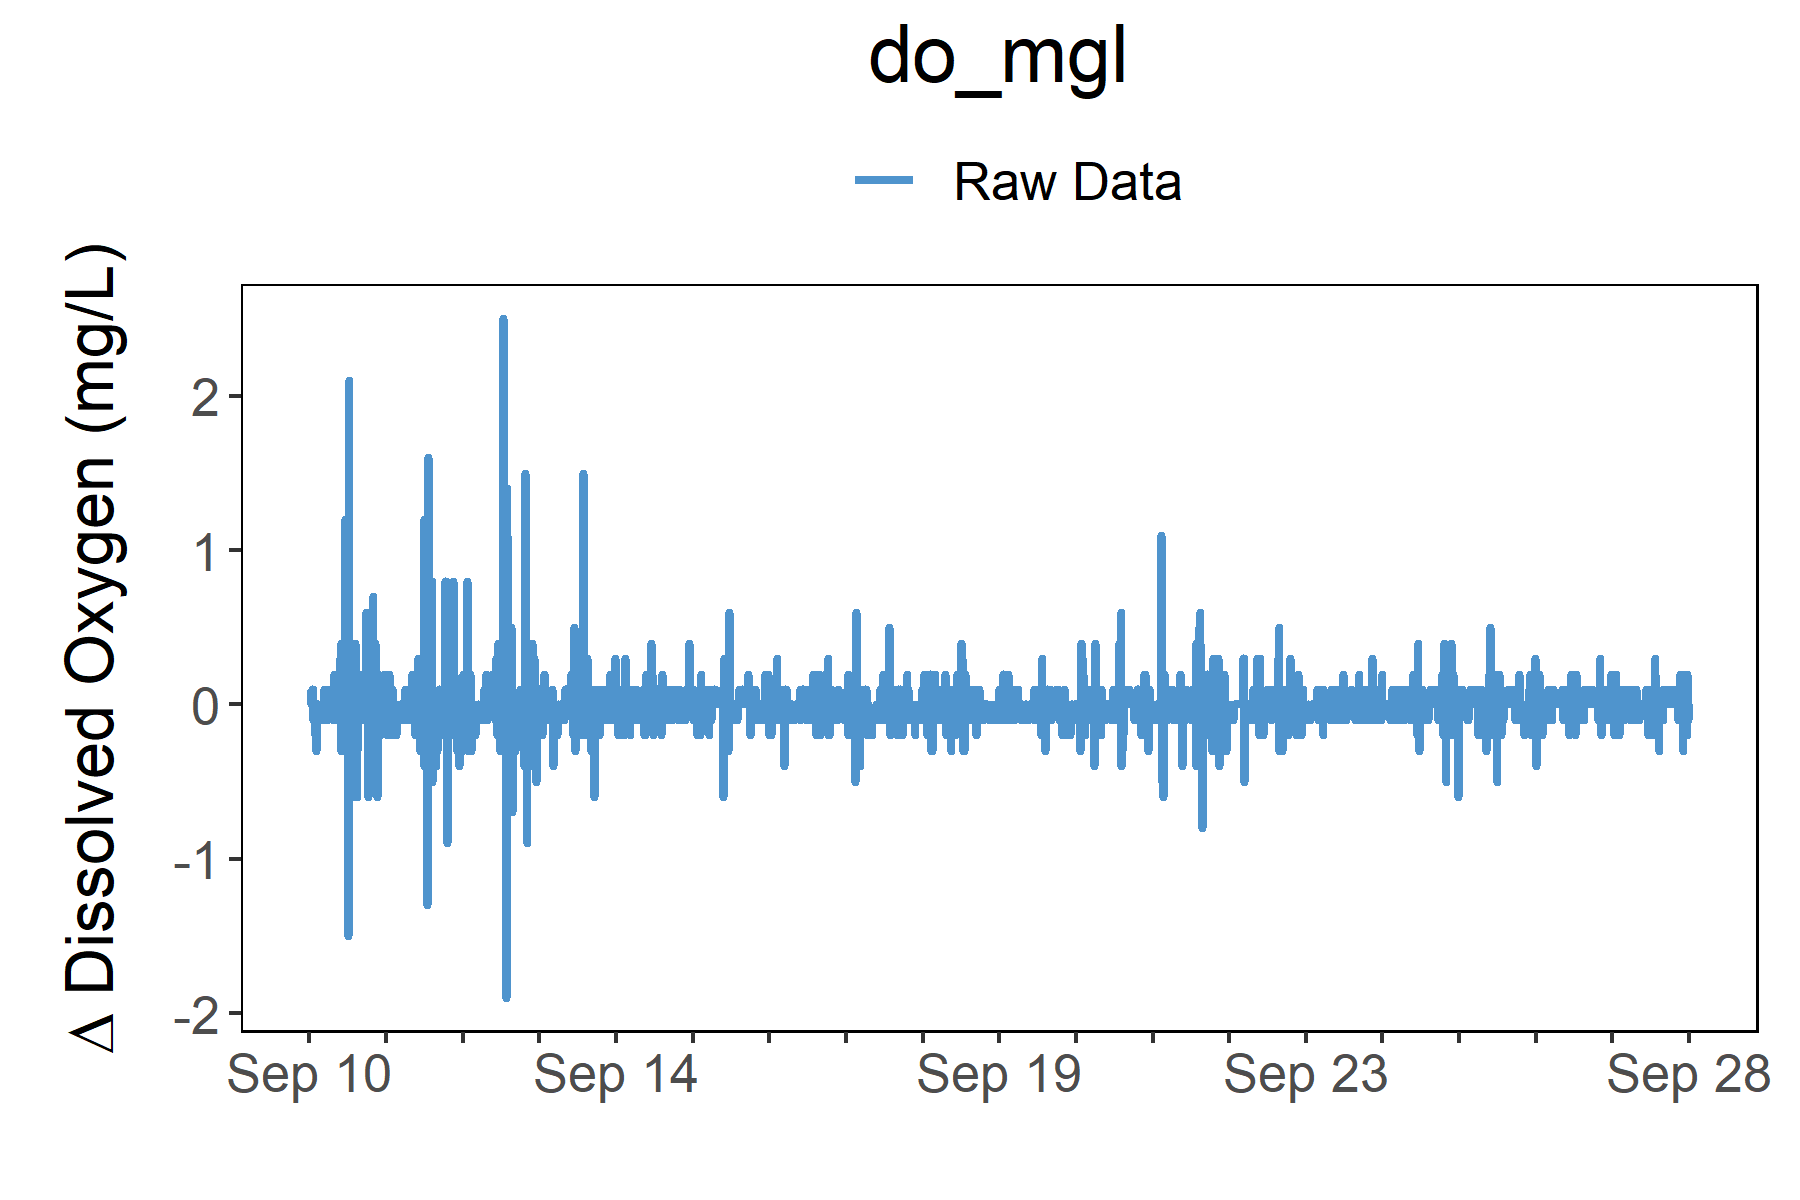 do_mgl
Raw Data
Δ Dissolved Oxygen (mg/L)
2
1
0
-1
-2
Sep 10 Sep 14 Sep 19 Sep 23 Sep 28